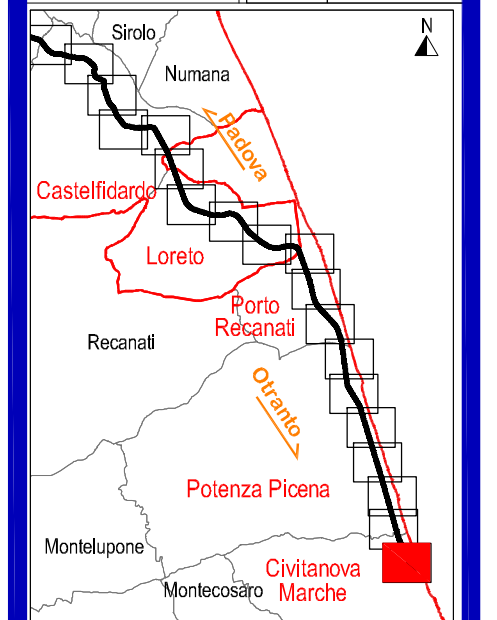 N
Sirolo
Numana
Padova
Castelfidardo
Loreto
Porto
Recanati
Recanati
Otranto
Potenza Picena
Montelupone
Civitanova
Marche
Montecosaro